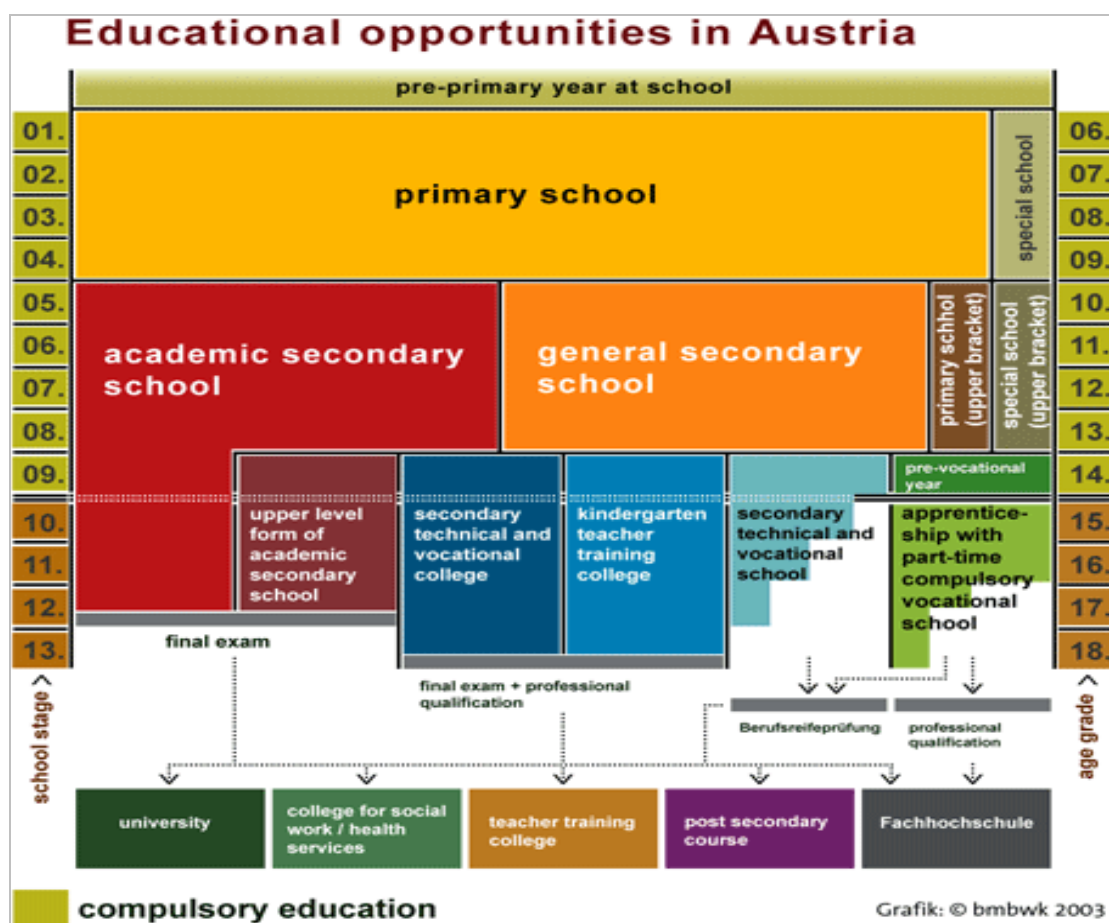 Educational opportunities in Austria
pre-primary year at school
01.
02.
03.
04.
primary school
special school
06.
07.
08.
09.
05.
06.
07.
08.
09.
academic secondary
school
general secondary
school
primary schhol
(upper bracket)
special school
(upper bracket)
10.
11.
12.
13.
14.
pre-vocational
year
10.
11.
12.
13.
upper level
form of
academic
secondary
school
secondary
technical and
vocational
college
kindergarten
teacher
training
college
secondary
technical and
vocational
school
apprentice-
ship with
part-time
compulsory
vocational
school
15.
16.
17.
18.
final exam
final exam + professional
qualification
Berufsreifeprüfung
professional
qualification
school stage >
age grade >
university
college for social
work / health
services
teacher training
college
post secondary
course
Fachhochschule
compulsory education
Grafik: © bmbwk 2003